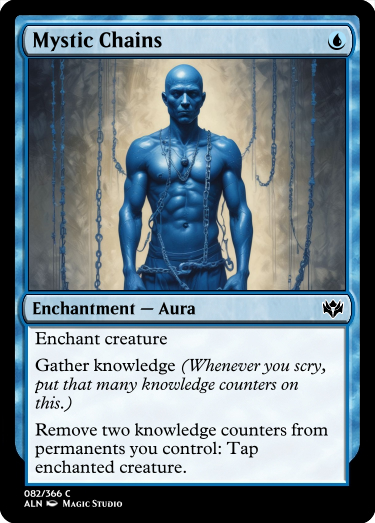 Mystic Chains
Enchantment — Aura
Enchant creature
Gather knowledge (Whenever you scry,
put that many knowledge counters on
this.)
Remove two knowledge counters from
permanents you control: Tap
enchanted creature.
082/366 C
ALN Magic Studio